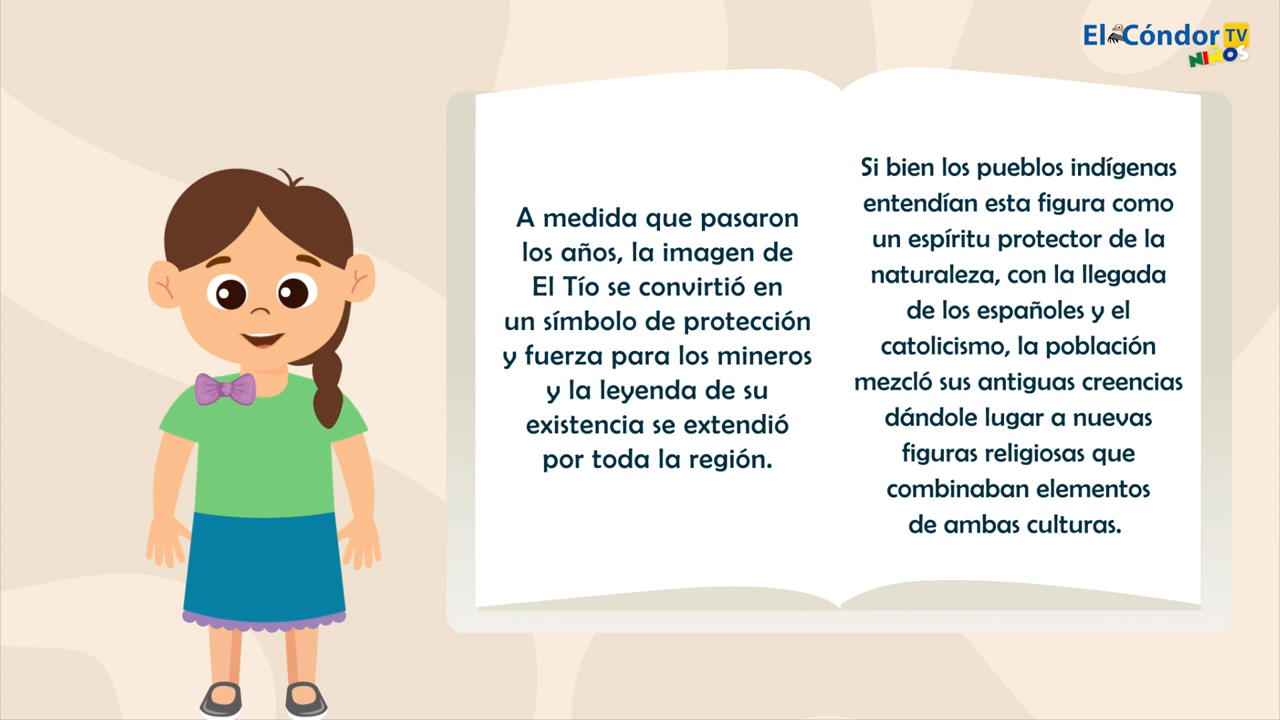 El Cóndor TV
NIÑOS
A medida que pasaron
los años, la imagen de
El Tío se convirtió en
un símbolo de protección
y fuerza para los mineros
y la leyenda de su
existencia se extendió
por toda la región.
Si bien los pueblos indígenas
entendían esta figura como
un espíritu protector de la
naturaleza, con la llegada
de los españoles y el
catolicismo, la población
mezcló sus antiguas creencias
dándole lugar a nuevas
figuras religiosas que
combinaban elementos
de ambas culturas.